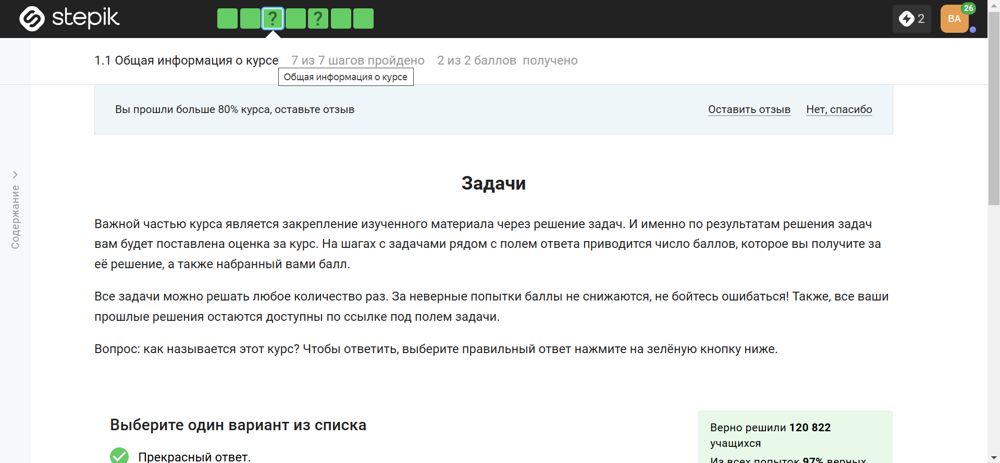 stepik
?
?
2
BA
26
1.1 Общая информация о курсе 7 из 7 шагов пройдено 2 из 2 баллов получено
Общая информация о курсе
Вы прошли больше 80% курса, оставьте отзыв Оставить отзыв Нет, спасибо
Содержание
Задачи
Важной частью курса является закрепление изученного материала через решение задач. И именно по результатам решения задач
вам будет поставлена оценка за курс. На шагах с задачами рядом с полем ответа приводится число баллов, которое вы получите за
её решение, а также набранный вами балл.
Все задачи можно решать любое количество раз. За неверные попытки баллы не снижаются, не бойтесь ошибаться! Также, все ваши
прошлые решения остаются доступны по ссылке под полем задачи.
Вопрос: как называется этот курс? Чтобы ответить, выберите правильный ответ нажмите на зелёную кнопку ниже.
Выберите один вариант из списка
Прекрасный ответ.
Верно решили 120 822
учащихся
Из всех попыток 97% верных